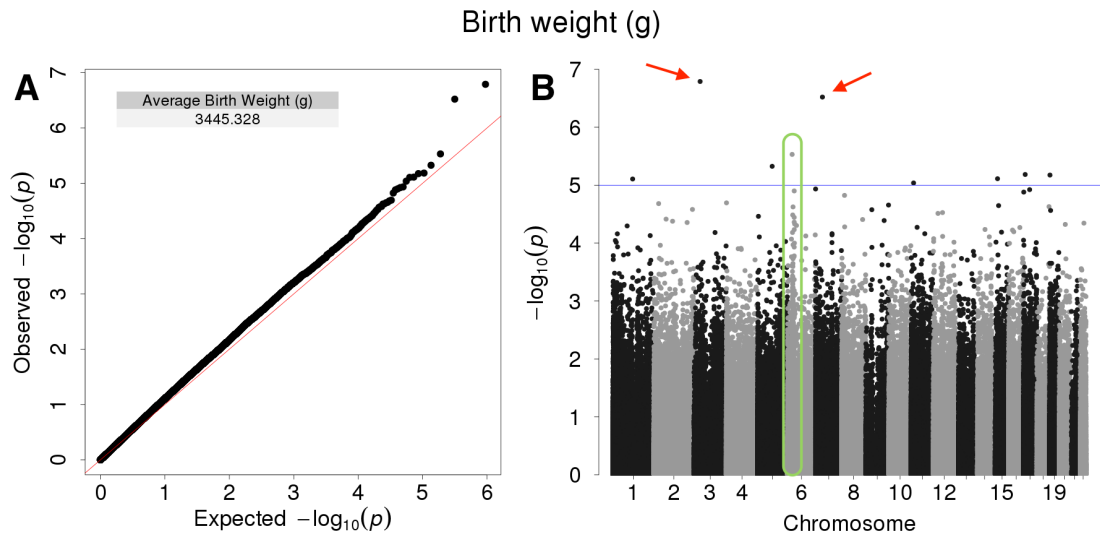 Birth weight (g)
A
Average Birth Weight (g)
3445.328
Observed −log10(p)
7
6
5
4
3
2
1
0
0 1 2 3 4 5 6
Expected −log10(p)
B
−log10(p)
7
6
5
4
3
2
1
0
1 2 3 4 6 8 10 12 15 19
Chromosome